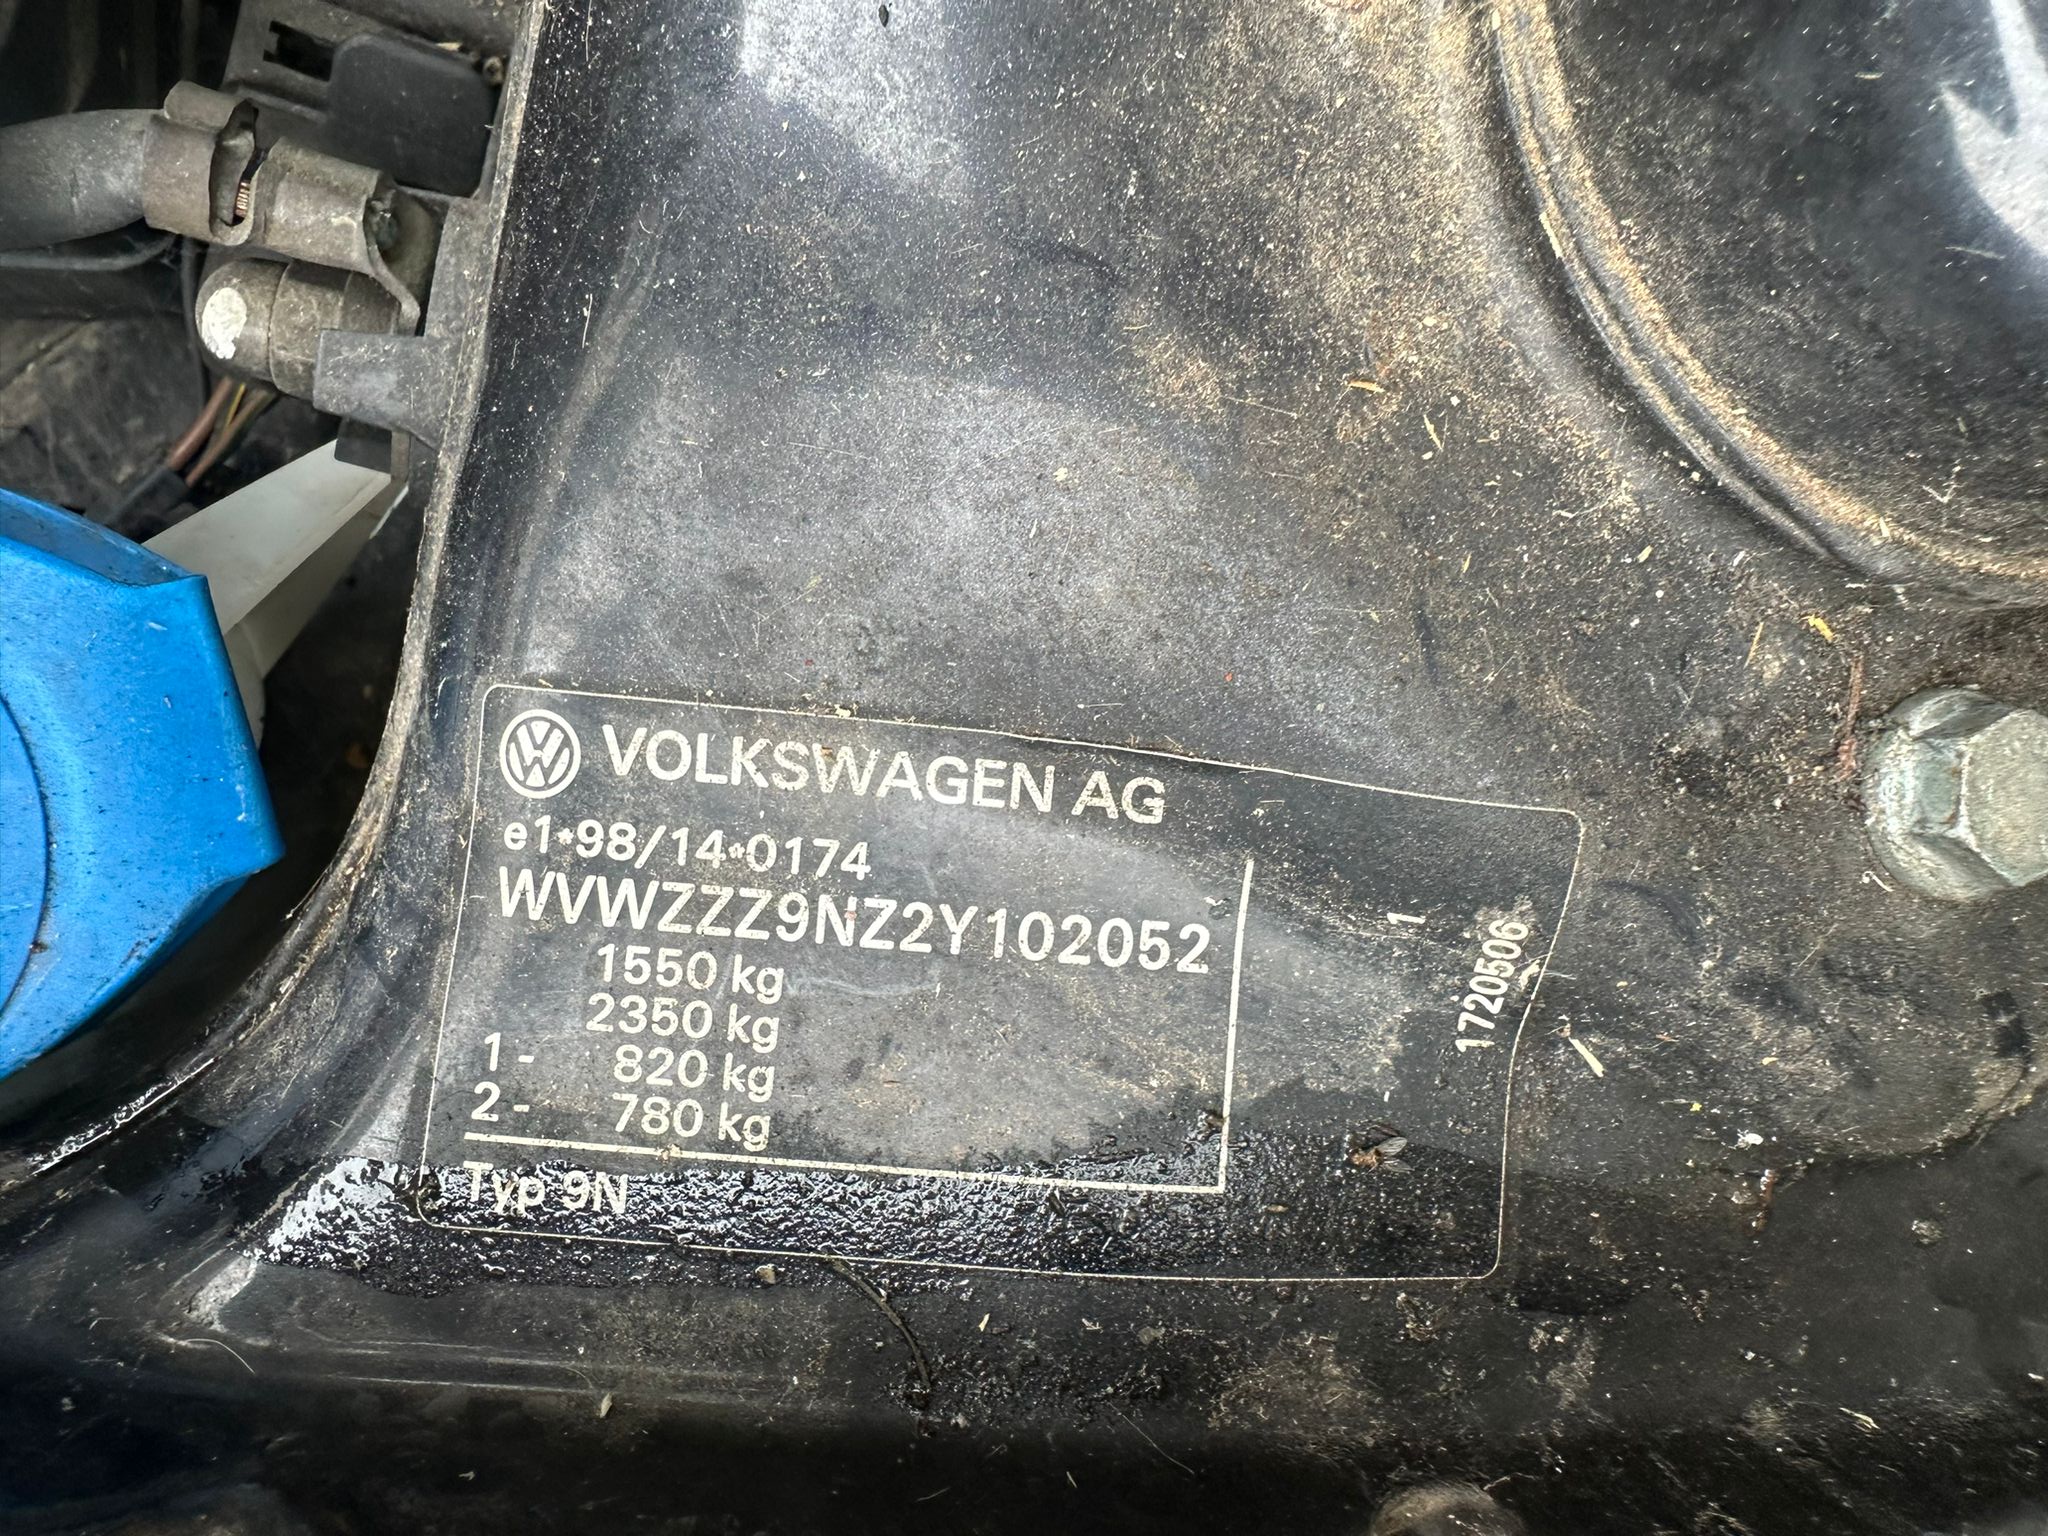 VOLKSWAGEN AG
e1*98/14*0174
WVWZZZ9NZ2Y102052
1550 kg
2350 kg
1- 820 kg
2- 780 kg
Typ 9N
1
1720506